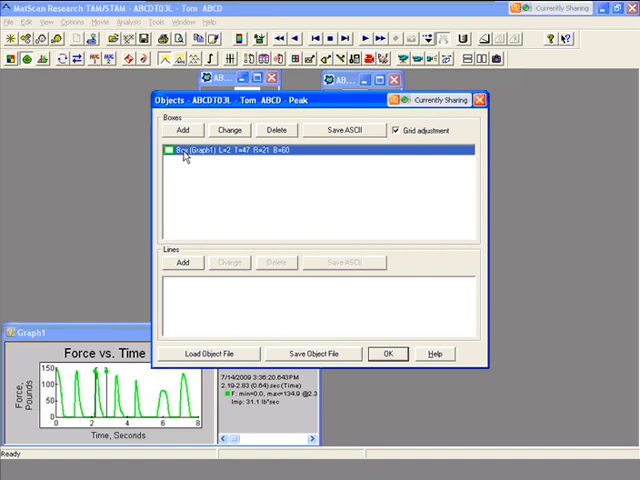 MatScan Research TAM/STAM - ABCDT03L - Tom ABCD
Currently Sharing
File Edit View Movie Analysis Tools Window Help
AB...
AB...
Objects - ABCDT03L - Tom ABCD - Peak
Currently Sharing
Boxes
Add Change Delete Save ASCII Grid adjustment
Box (Graph1) L=2 T=47 R=21 B=60
Lines
Add Change Delete Save ASCII
Load Object File Save Object File OK Help
Graph1
Force vs. Time
Force, Pounds
150
100
50
0
0 2 4 6 8
Time, Seconds
7/14/2009 3:36:20.643PM
2.19-2.83 (0.64) sec (Time)
F: min=0.0, max=134.9 @2.3
Imp: 31.1 lb*sec
Ready